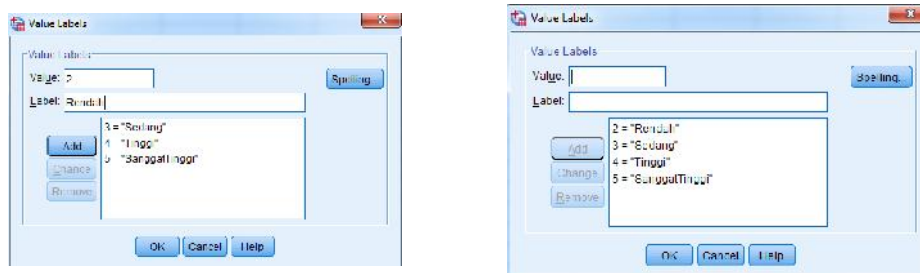 Value Labels
Value Labels
Value: 2
Spelling...
Label: Rendah
3 = "Sedang"
4 = "Tinggi"
5 = "SanggatTinggi"
Add
Change
Remove
OK Cancel Help
Value Labels
Value Labels
Value:
Spelling...
Label:
2 = "Rendah"
3 = "Sedang"
4 = "Tinggi"
5 = "SanggatTinggi"
Add
Change
Remove
OK Cancel Help